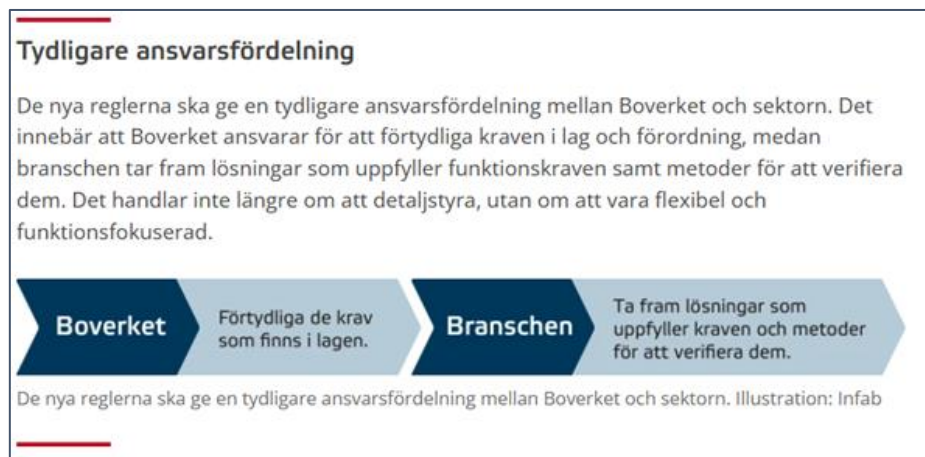 Tydligare ansvarsfördelning
De nya reglerna ska ge en tydligare ansvarsfördelning mellan Boverket och sektorn. Det
innebär att Boverket ansvarar för att förtydliga kraven i lag och förordning, medan
branschen tar fram lösningar som uppfyller funktionskraven samt metoder för att verifiera
dem. Det handlar inte längre om att detaljstyra, utan om att vara flexibel och
funktionsfokuserad.
Boverket
Förtydliga de krav
som finns i lagen.
Branschen
Ta fram lösningar som
uppfyller kraven och metoder
för att verifiera dem.
De nya reglerna ska ge en tydligare ansvarsfördelning mellan Boverket och sektorn. Illustration: Infab